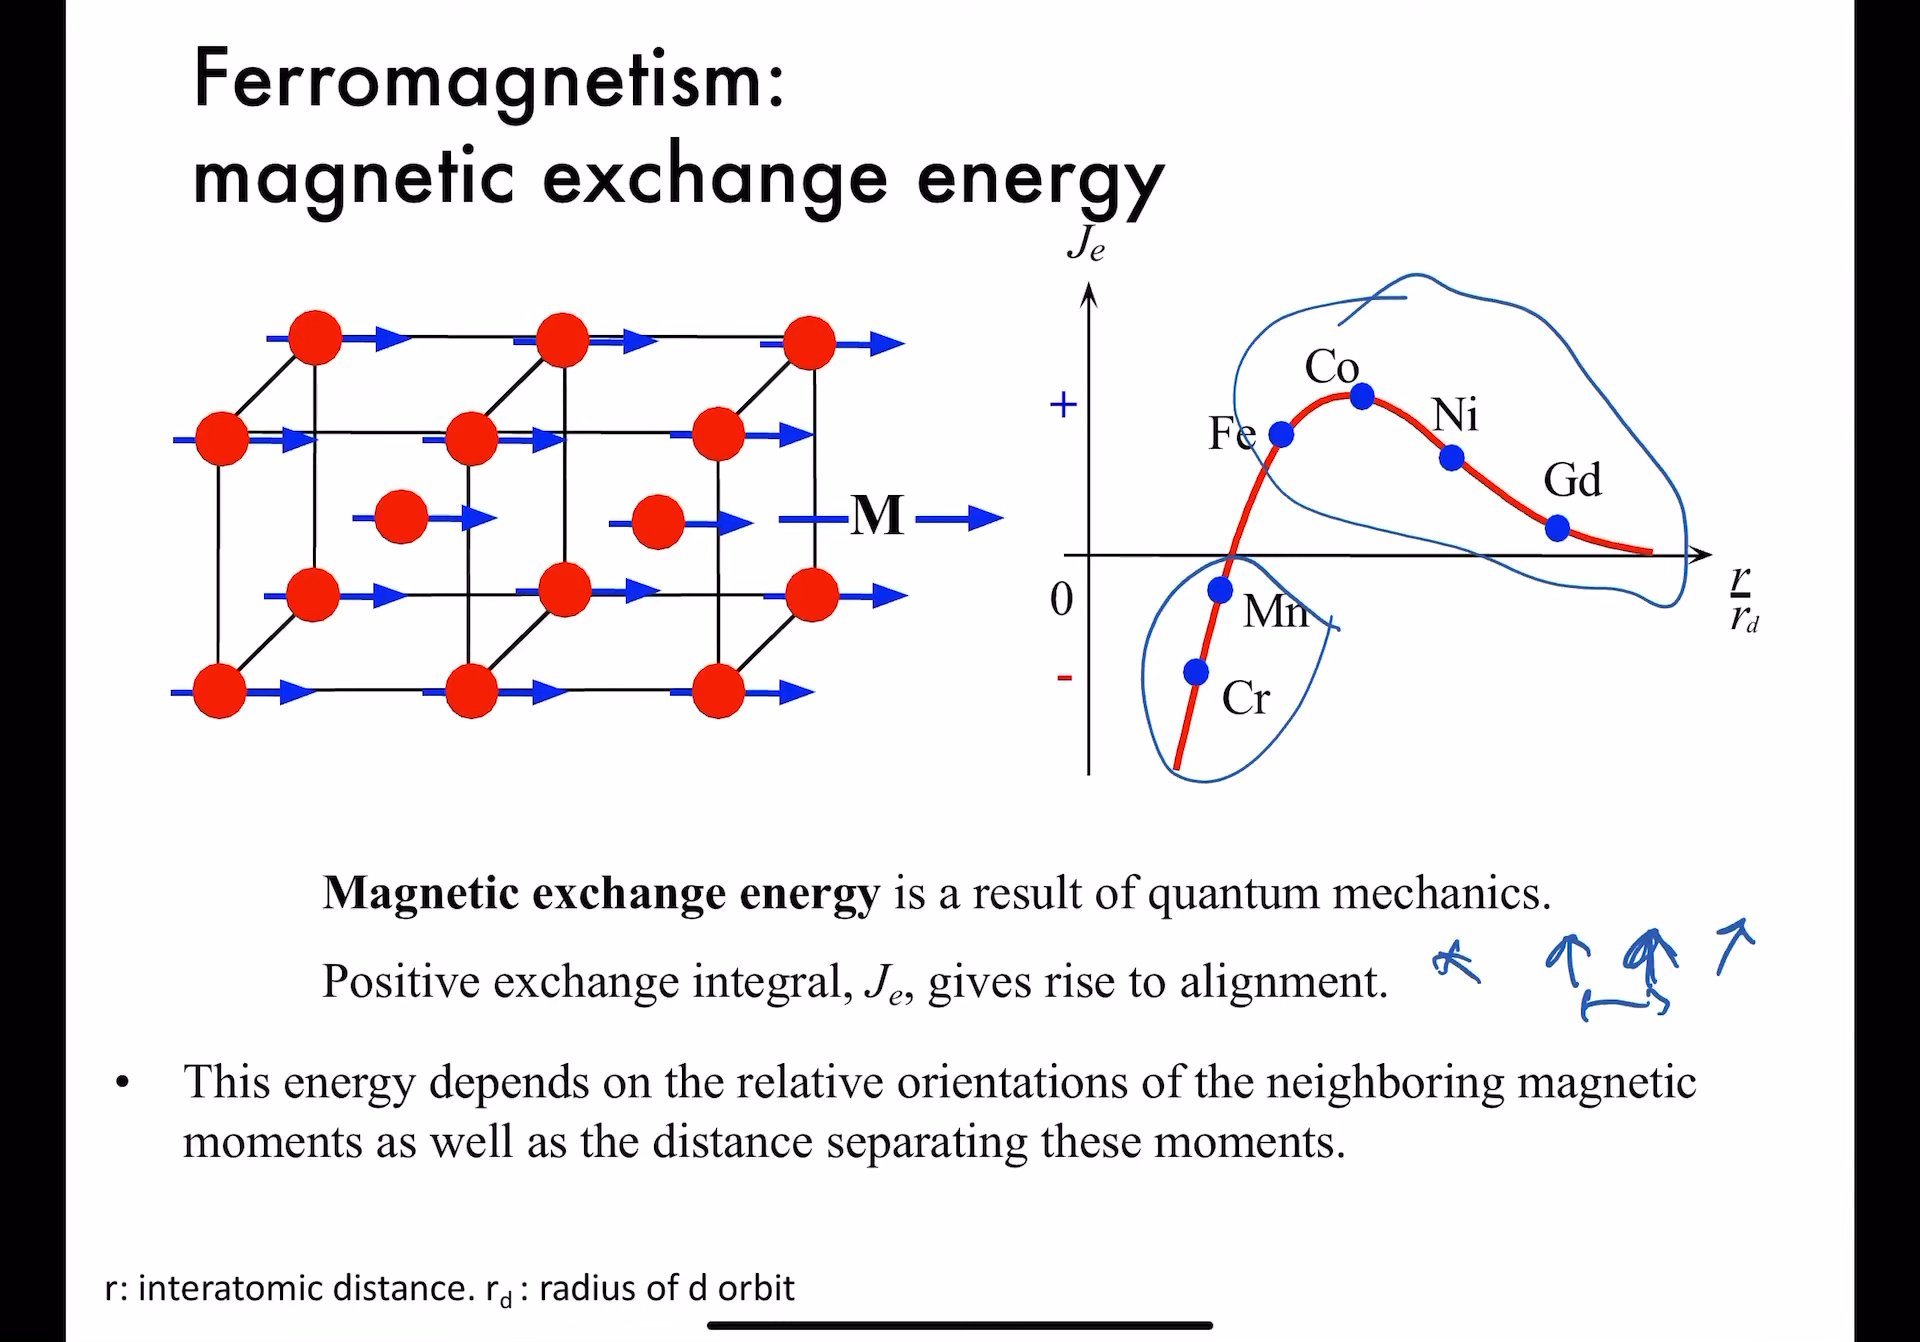 Ferromagnetism:
magnetic exchange energy
Jₑ
+
Co
Fe
Ni
Gd
M
0
Mn
r
r_d
-
Cr
Magnetic exchange energy is a result of quantum mechanics.
Positive exchange integral, Jₑ, gives rise to alignment.
• This energy depends on the relative orientations of the neighboring magnetic
moments as well as the distance separating these moments.
r: interatomic distance. r_d : radius of d orbit